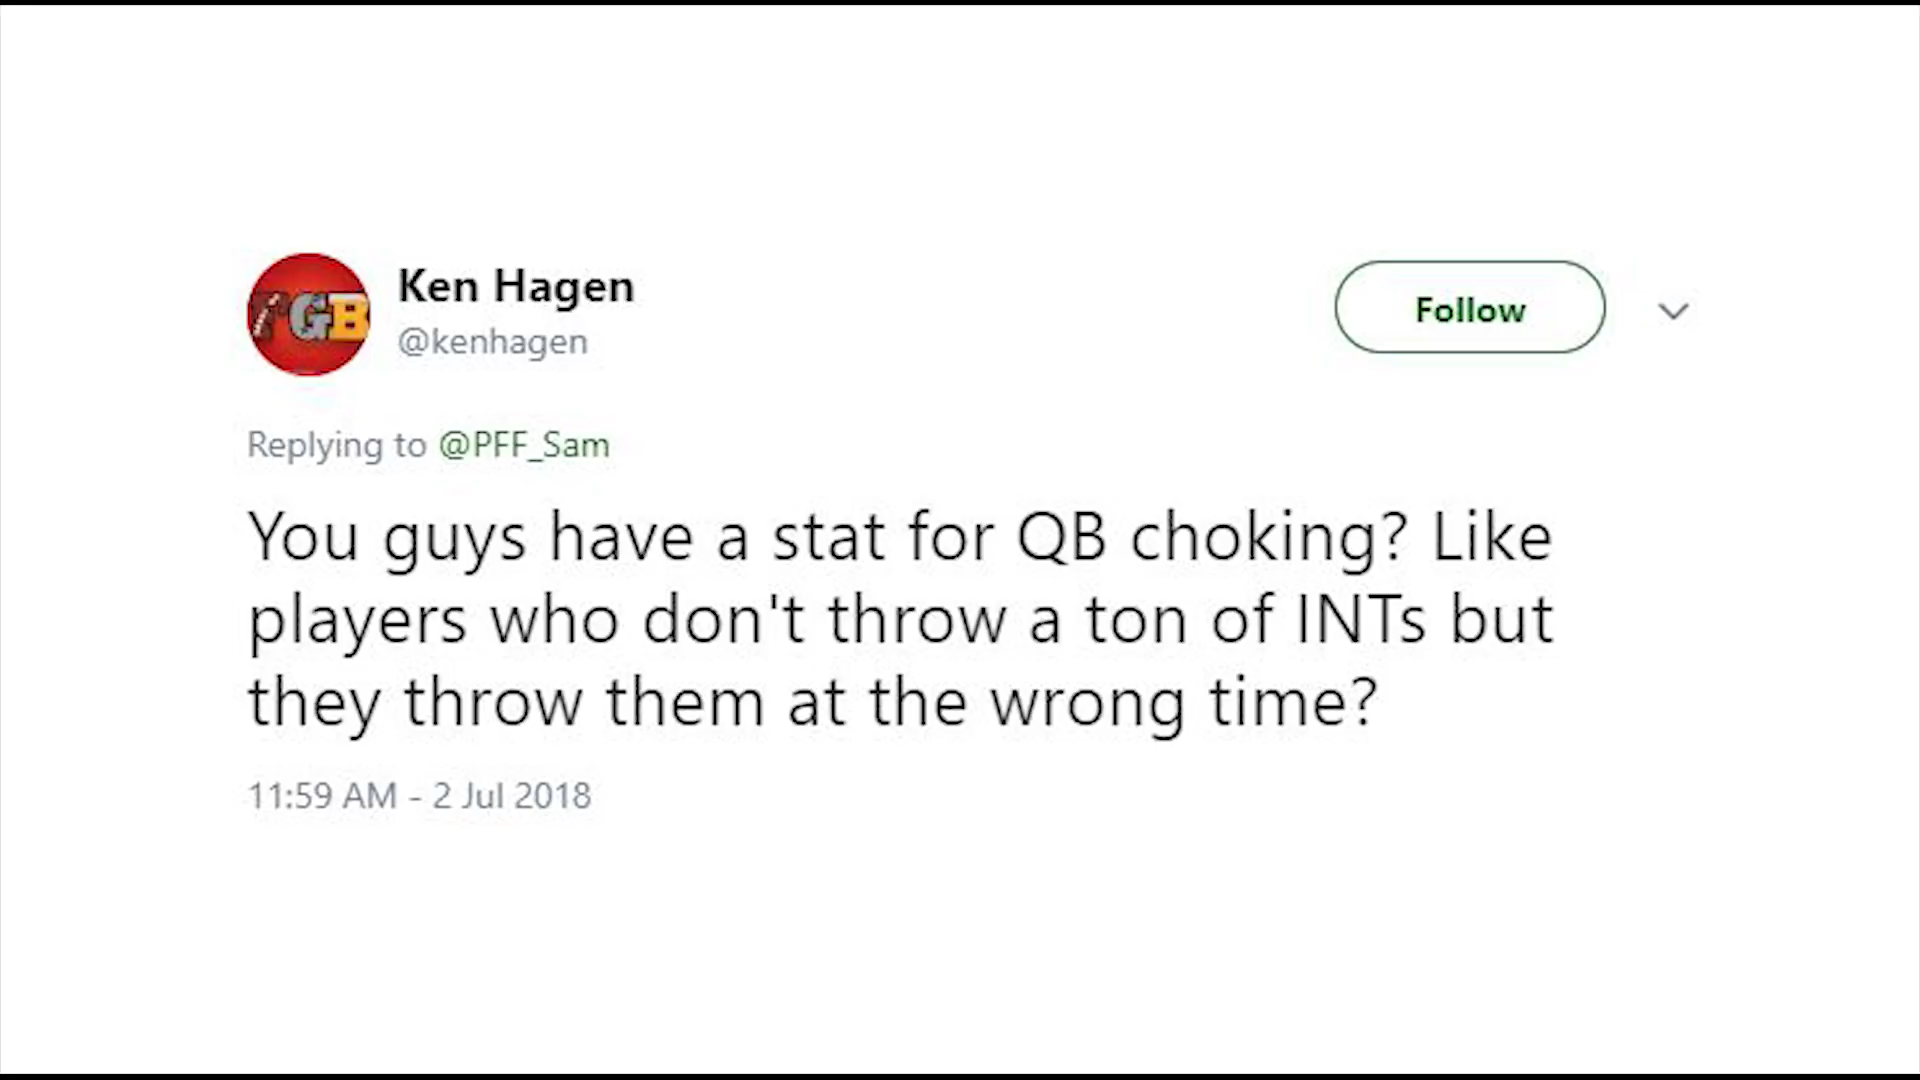 GB
Ken Hagen
@kenhagen
Follow
Replying to @PFF_Sam
You guys have a stat for QB choking? Like
players who don't throw a ton of INTs but
they throw them at the wrong time?
11:59 AM - 2 Jul 2018